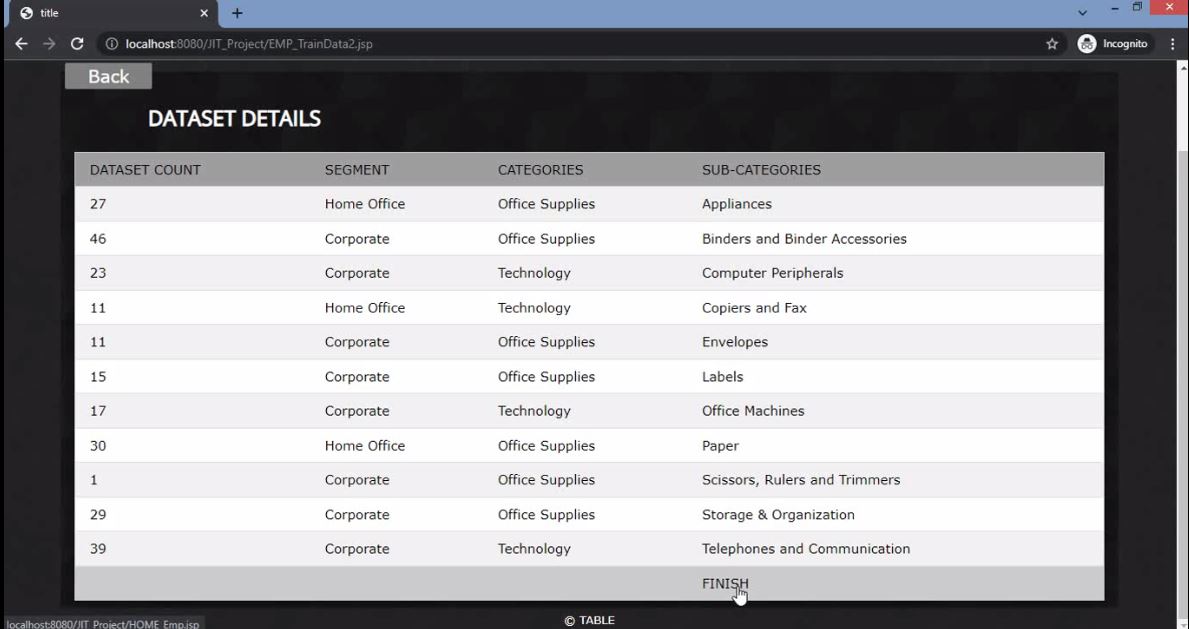 title
localhost:8080/JIT_Project/EMP_TrainData2.jsp
Incognito
Back
DATASET DETAILS
DATASET COUNT SEGMENT CATEGORIES SUB-CATEGORIES
27 Home Office Office Supplies Appliances
46 Corporate Office Supplies Binders and Binder Accessories
23 Corporate Technology Computer Peripherals
11 Home Office Technology Copiers and Fax
11 Corporate Office Supplies Envelopes
15 Corporate Office Supplies Labels
17 Corporate Technology Office Machines
30 Home Office Office Supplies Paper
1 Corporate Office Supplies Scissors, Rulers and Trimmers
29 Corporate Office Supplies Storage & Organization
39 Corporate Technology Telephones and Communication
FINISH
© TABLE
localhost:8080/JIT_Project/HOME_Emp.jsp